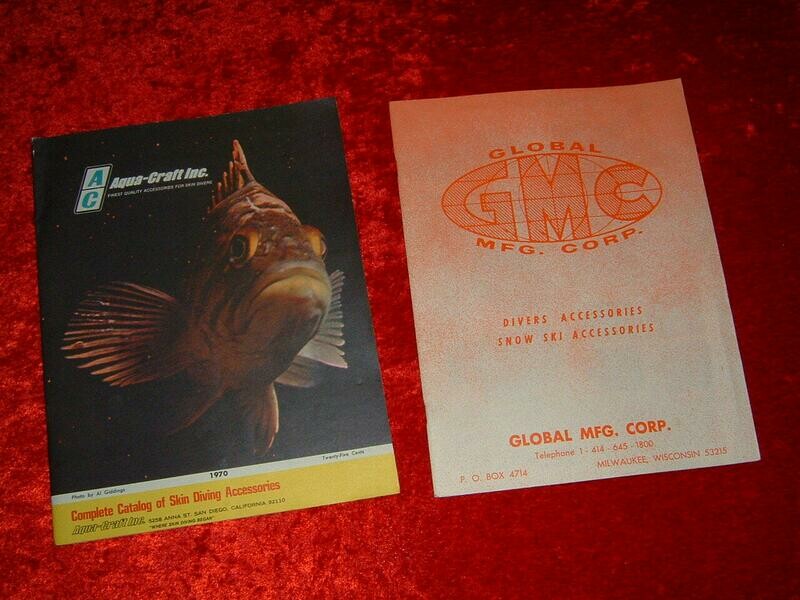 AC
Aqua-Craft Inc.
FINEST QUALITY ACCESSORIES FOR SKIN DIVERS
1970
Photo by Al Giddings
Twenty-Five Cents
Complete Catalog of Skin Diving Accessories
Aqua-Craft Inc. 5258 ANNA ST. SAN DIEGO, CALIFORNIA 92110
"WHERE SKIN DIVING BEGAN"
GLOBAL
GMC
MFG. CORP.
DIVERS ACCESSORIES
SNOW SKI ACCESSORIES
GLOBAL MFG. CORP.
Telephone 1-414-645-1800
P. O. BOX 4714
MILWAUKEE, WISCONSIN 53215